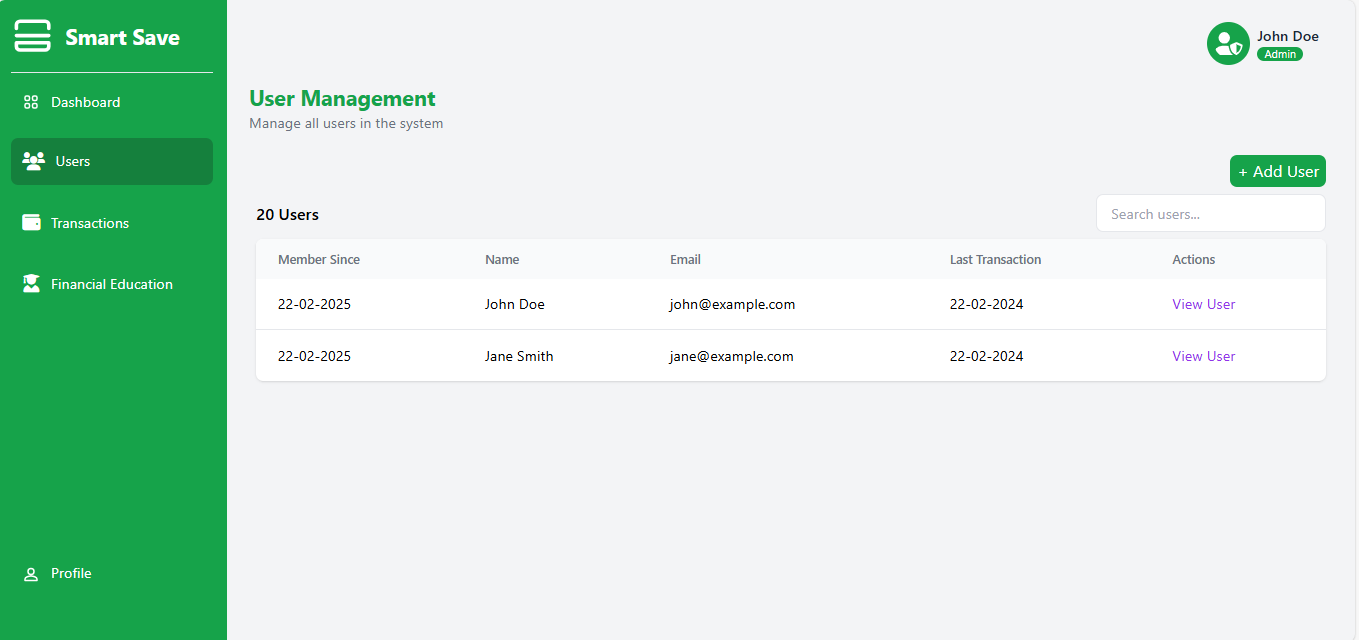 Smart Save
Dashboard
Users
Transactions
Financial Education
Profile
John Doe
Admin
User Management
Manage all users in the system
+ Add User
20 Users
Search users...
Member Since Name Email Last Transaction Actions
22-02-2025 John Doe john@example.com 22-02-2024 View User
22-02-2025 Jane Smith jane@example.com 22-02-2024 View User